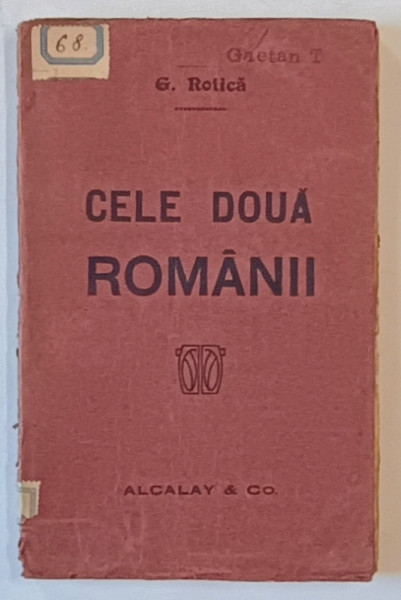 68.
Gaetan T
G. Rotică
CELE DOUĂ
ROMÂNII
ALCALAY & CO.